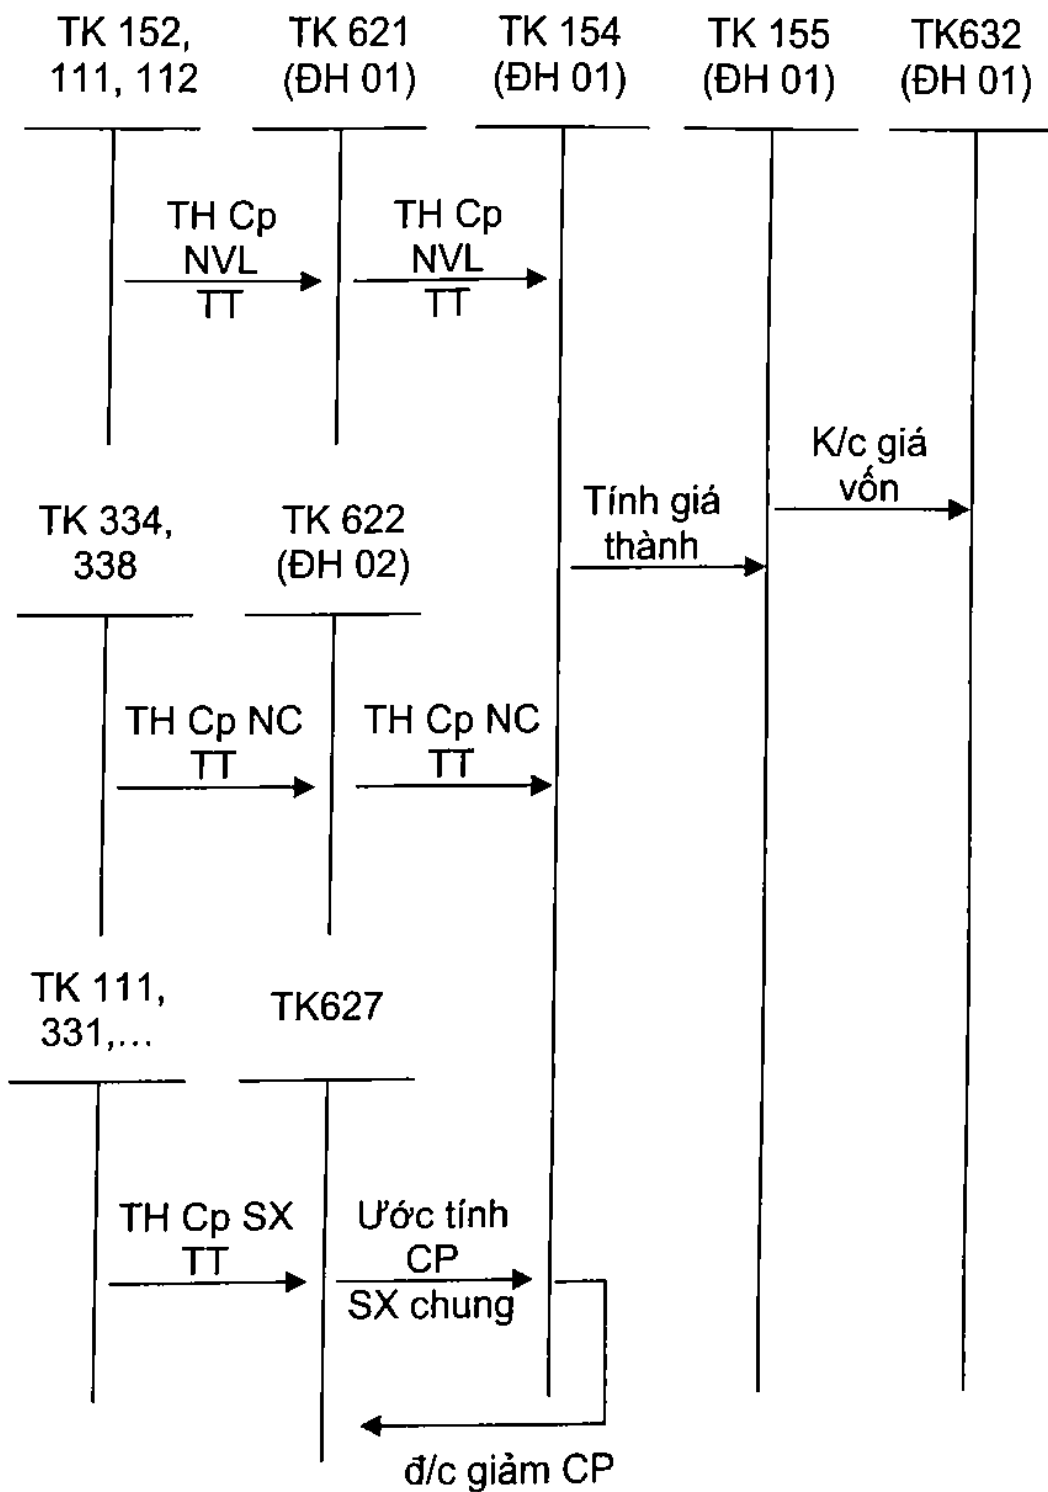 TK 152,
111, 112
TK 621
(ĐH 01)
TK 154
(ĐH 01)
TK 155
(ĐH 01)
TK632
(ĐH 01)
TH Cp
NVL
TT
TH Cp
NVL
TT
K/c giá
vốn
Tính giá
thành
TK 334,
338
TK 622
(ĐH 02)
TH Cp NC
TT
TH Cp NC
TT
TK 111,
331,...
TK627
TH Cp SX
TT
Ước tính
CP
SX chung
đ/c giảm CP